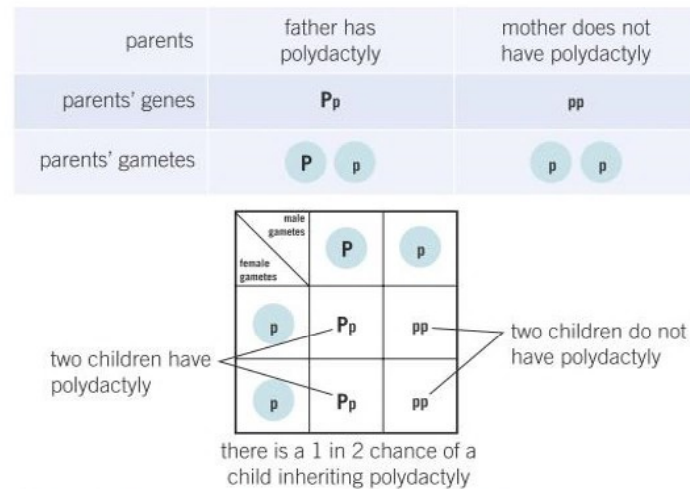 parents
father has
polydactyly
mother does not
have polydactyly
parents' genes
Pp
pp
parents' gametes
P p
p p
male
gametes
female
gametes
P
p
p
Pp
pp
two children have
polydactyly
two children do not
have polydactyly
p
Pp
pp
there is a 1 in 2 chance of a
child inheriting polydactyly